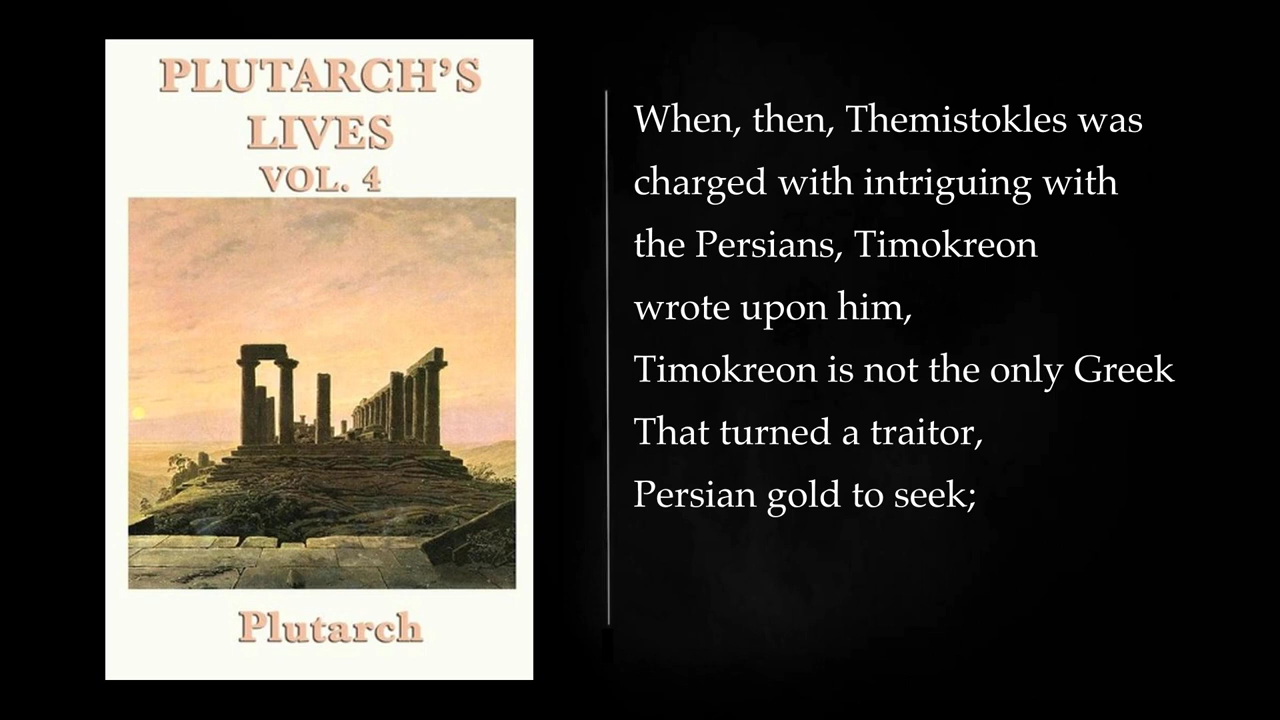 PLUTARCH'S
LIVES
VOL. 4
Plutarch
When, then, Themistokles was
charged with intriguing with
the Persians, Timokreon
wrote upon him,
Timokreon is not the only Greek
That turned a traitor,
Persian gold to seek;